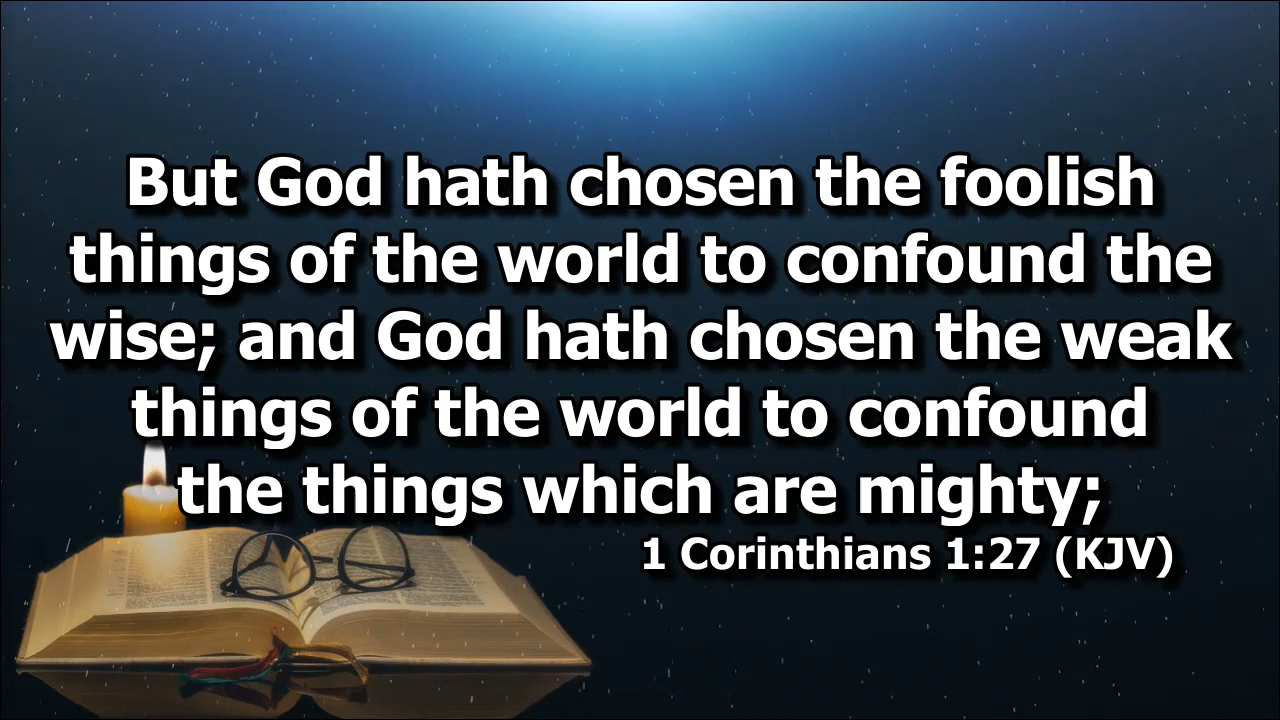 But God hath chosen the foolish
things of the world to confound the
wise; and God hath chosen the weak
things of the world to confound
the things which are mighty;
1 Corinthians 1:27 (KJV)